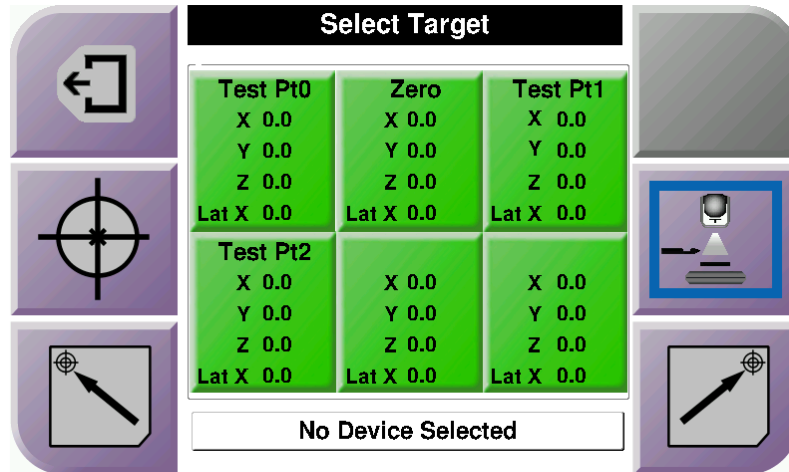 Select Target
Test Pt0 Zero Test Pt1
X 0.0 X 0.0 X 0.0
Y 0.0 Y 0.0 Y 0.0
Z 0.0 Z 0.0 Z 0.0
Lat X 0.0 Lat X 0.0 Lat X 0.0
Test Pt2
X 0.0 X 0.0 X 0.0
Y 0.0 Y 0.0 Y 0.0
Z 0.0 Z 0.0 Z 0.0
Lat X 0.0 Lat X 0.0 Lat X 0.0
No Device Selected